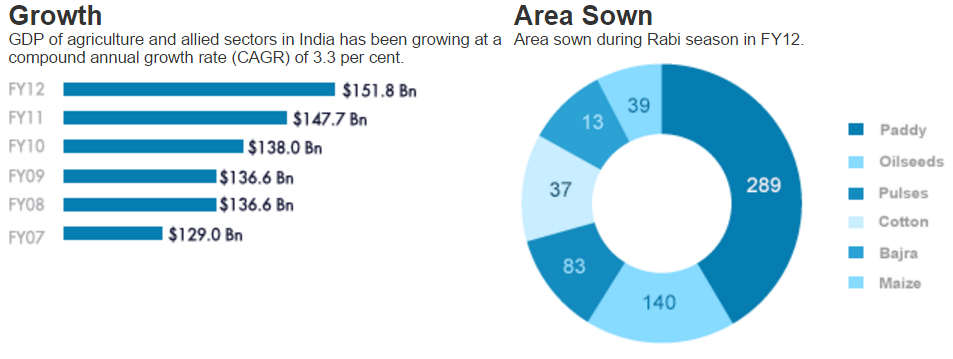 Growth
GDP of agriculture and allied sectors in India has been growing at a
compound annual growth rate (CAGR) of 3.3 per cent.
FY12 $151.8 Bn
FY11 $147.7 Bn
FY10 $138.0 Bn
FY09 $136.6 Bn
FY08 $136.6 Bn
FY07 $129.0 Bn
Area Sown
Area sown during Rabi season in FY12.
39
13
289
37
83
140
Paddy
Oilseeds
Pulses
Cotton
Bajra
Maize